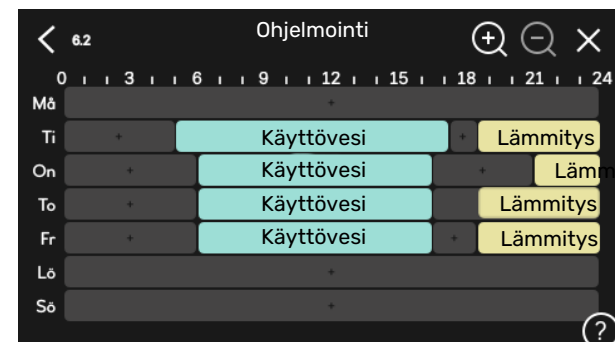 6.2 Ohjelmointi
0 3 6 9 12 15 18 21 24
Må
Ti Käyttövesi Lämmitys
On Käyttövesi Lämm
To Käyttövesi Lämmitys
Fr Käyttövesi Lämmitys
Lö
Sö
?